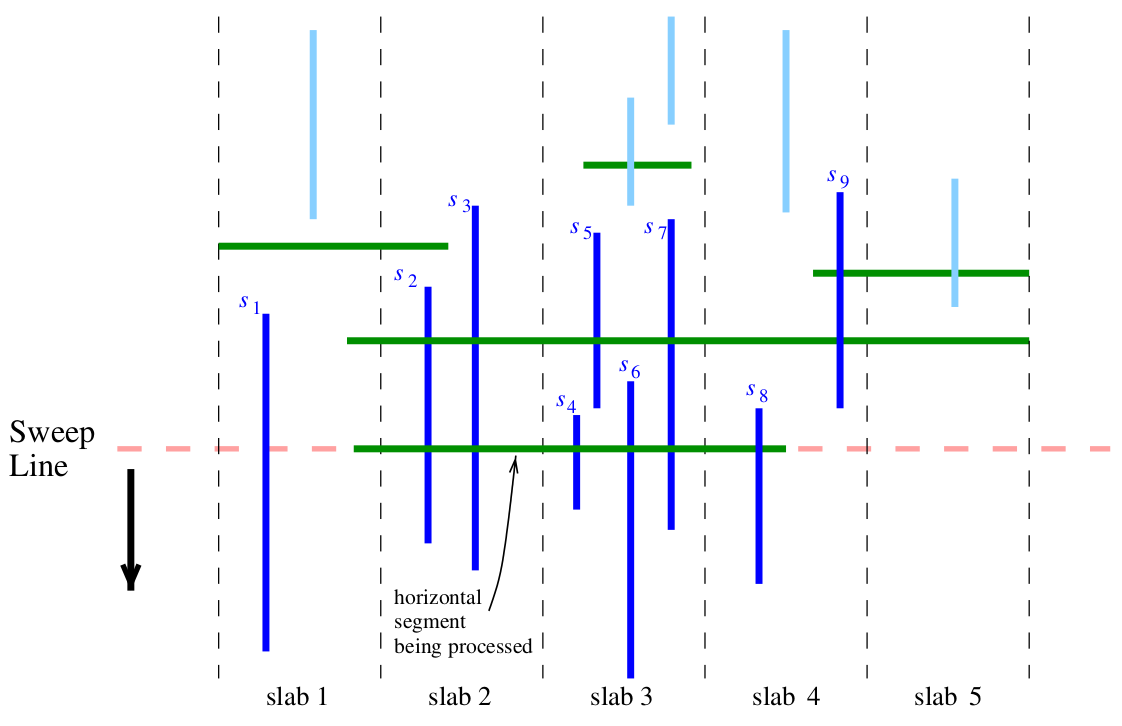 s3
s9
s5
s7
s2
s1
s6
s8
s4
Sweep
Line
horizontal
segment
being processed
slab 1
slab 2
slab 3
slab 4
slab 5